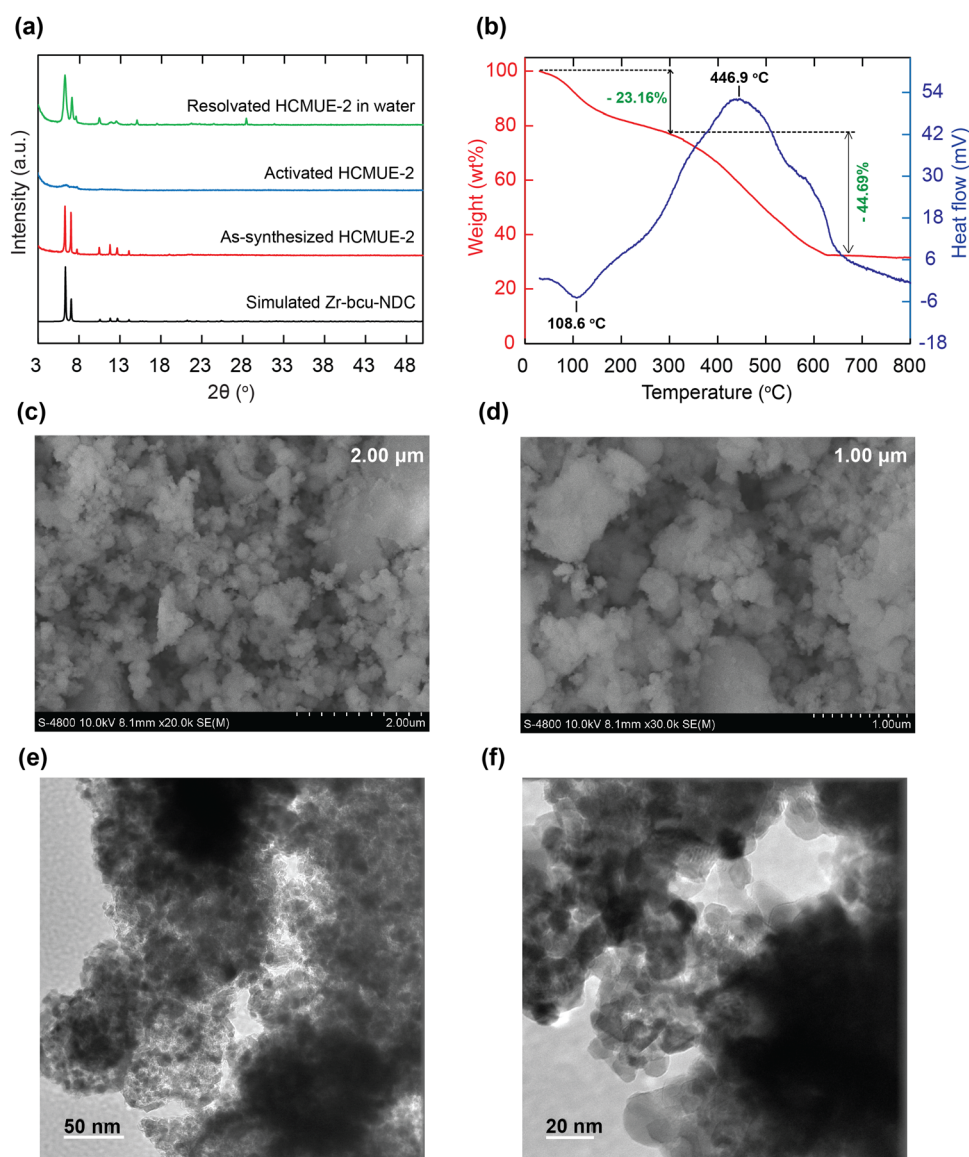 (a)
Resolvated HCMUE-2 in water
Activated HCMUE-2
As-synthesized HCMUE-2
Simulated Zr-bcu-NDC
Intensity (a.u.)
3 8 13 18 23 28 33 38 43 48
2θ (°)
(b)
446.9 °C
- 23.16%
- 44.69%
108.6 °C
100
80
60
40
20
0
Weight (wt%)
54
42
30
18
6
-6
-18
Heat flow (mV)
0 100 200 300 400 500 600 700 800
Temperature (°C)
(c)
2.00 µm
S-4800 10.0kV 8.1mm x20.0k SE(M)
2.00um
(d)
1.00 µm
S-4800 10.0kV 8.1mm x30.0k SE(M)
1.00um
(e)
50 nm
(f)
20 nm